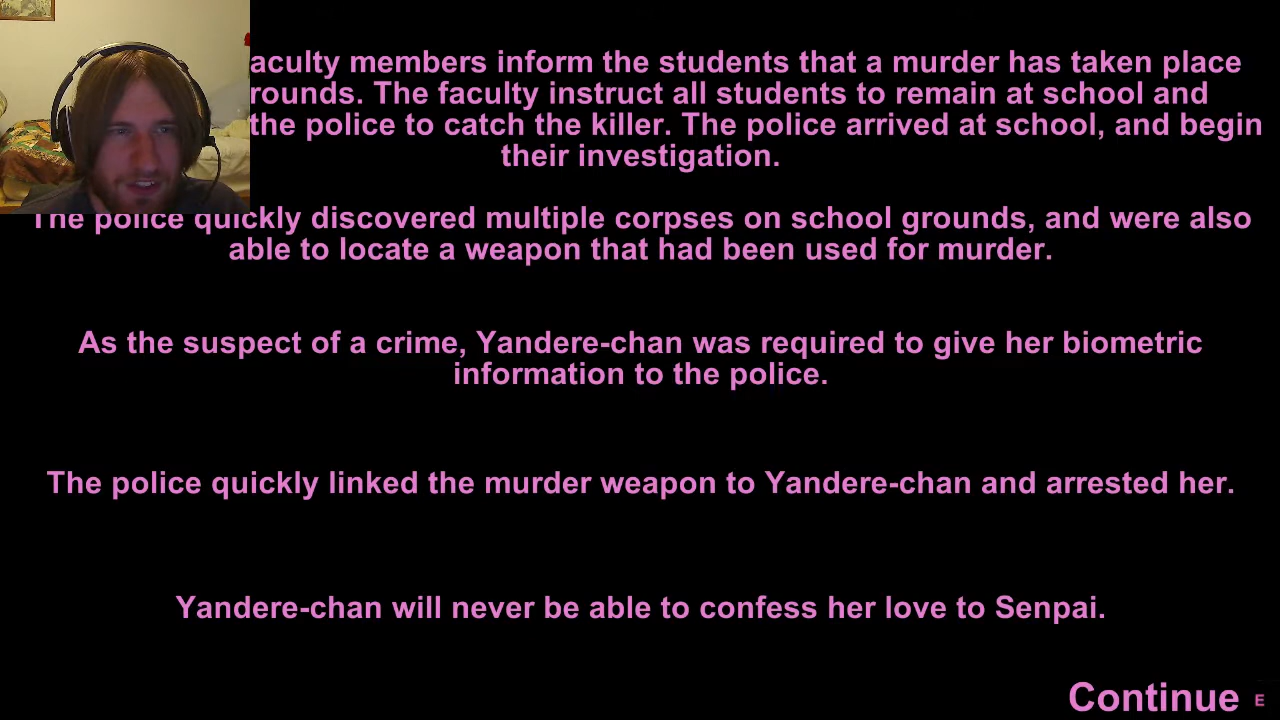 aculty members inform the students that a murder has taken place
rounds. The faculty instruct all students to remain at school and
the police to catch the killer. The police arrived at school, and begin
their investigation.
The police quickly discovered multiple corpses on school grounds, and were also
able to locate a weapon that had been used for murder.
As the suspect of a crime, Yandere-chan was required to give her biometric
information to the police.
The police quickly linked the murder weapon to Yandere-chan and arrested her.
Yandere-chan will never be able to confess her love to Senpai.
Continue E